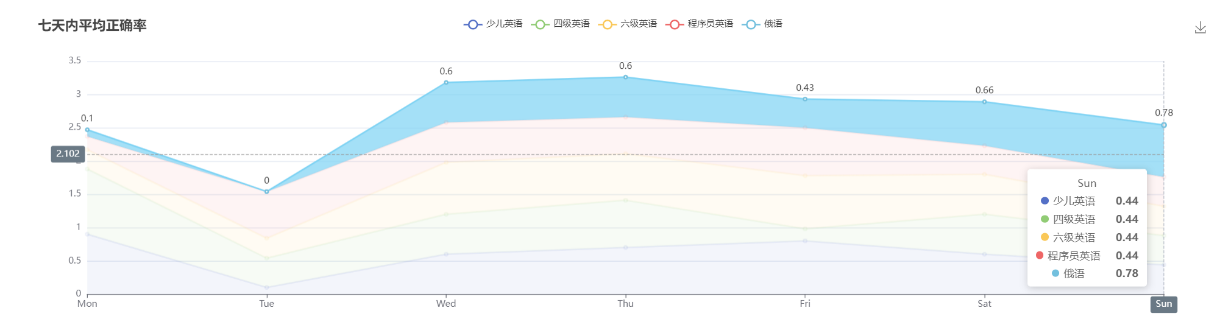 七天内平均正确率
少儿英语 四级英语 六级英语 程序员英语 俄语
3.5
3
2.5
2.102
1.5
1
0.5
0
0.1
0
0.6
0.6
0.43
0.66
0.78
Sun
少儿英语 0.44
四级英语 0.44
六级英语 0.44
程序员英语 0.44
俄语 0.78
Mon Tue Wed Thu Fri Sat Sun